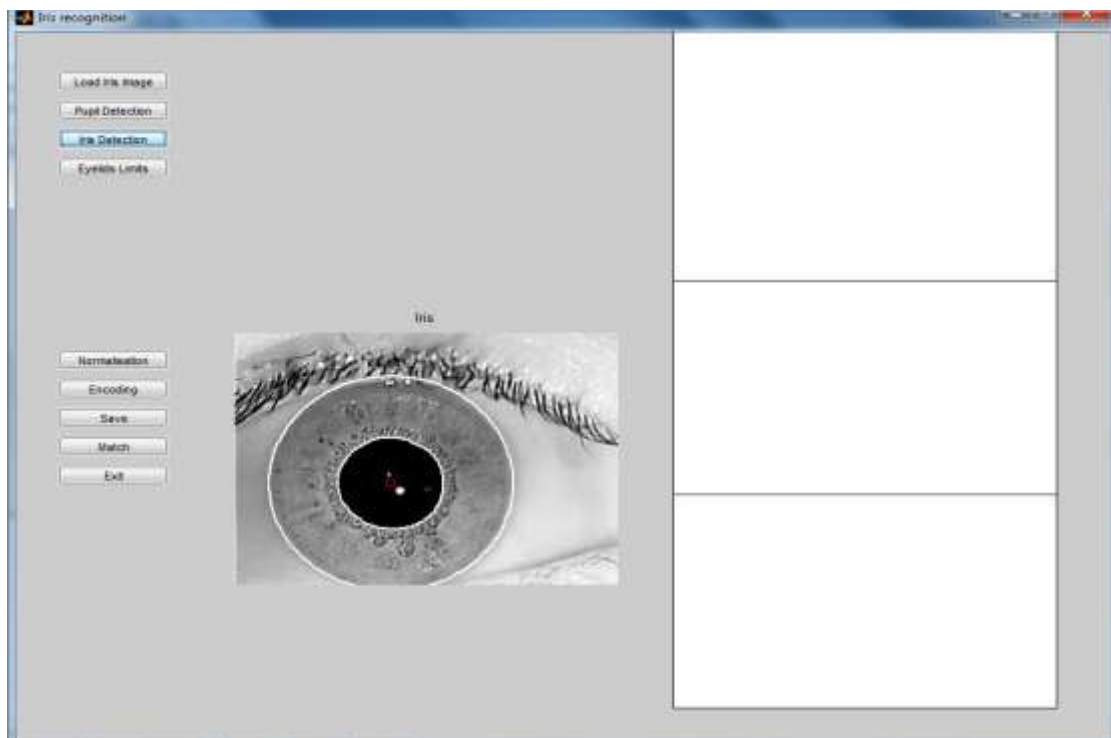 Iris recognition
Load Iris Image
Pupil Detection
Iris Detection
Eyelids Limits
Iris
Normalisation
Encoding
Save
Match
Exit